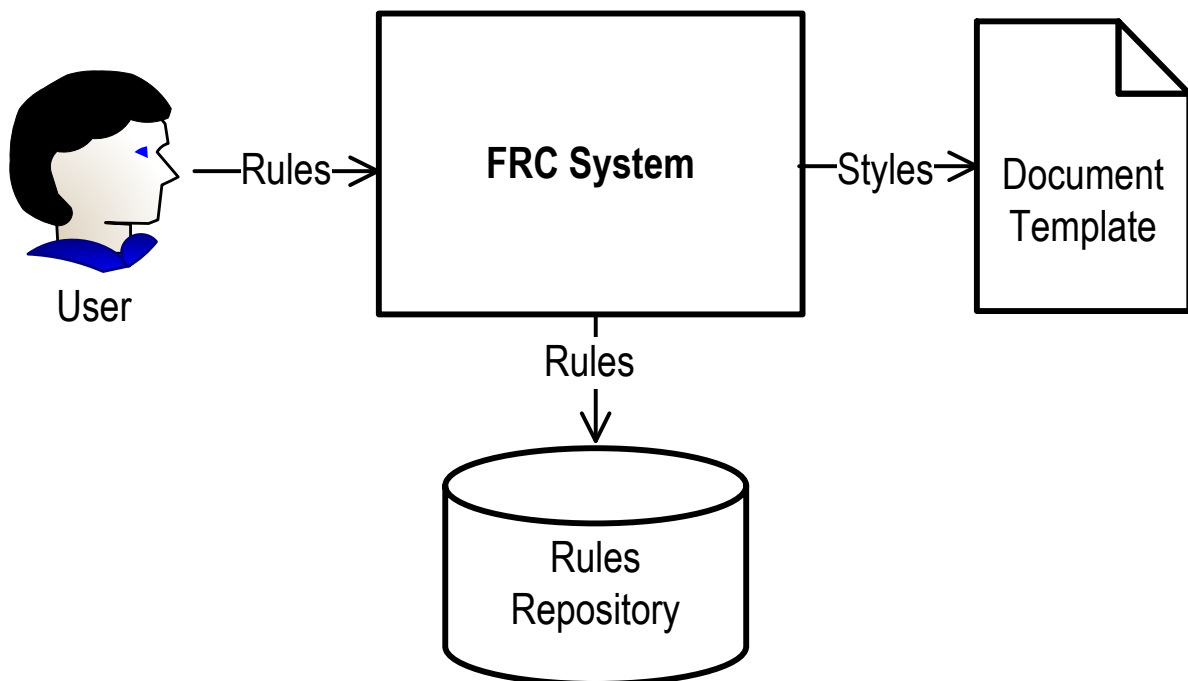 Rules
FRC System
Styles
Document
Template
User
Rules
Rules
Repository